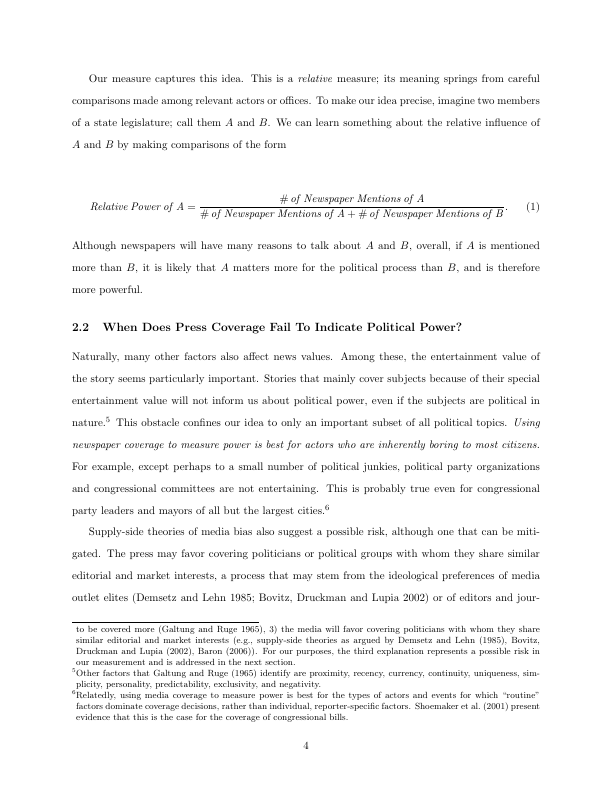 Our measure captures this idea. This is a relative measure; its meaning springs from careful
comparisons made among relevant actors or offices. To make our idea precise, imagine two members
of a state legislature; call them A and B. We can learn something about the relative influence of
A and B by making comparisons of the form
Relative Power of A = # of Newspaper Mentions of A / # of Newspaper Mentions of A + # of Newspaper Mentions of B. (1)
Although newspapers will have many reasons to talk about A and B, overall, if A is mentioned
more than B, it is likely that A matters more for the political process than B, and is therefore
more powerful.
2.2 When Does Press Coverage Fail To Indicate Political Power?
Naturally, many other factors also affect news values. Among these, the entertainment value of
the story seems particularly important. Stories that mainly cover subjects because of their special
entertainment value will not inform us about political power, even if the subjects are political in
nature.5 This obstacle confines our idea to only an important subset of all political topics. Using
newspaper coverage to measure power is best for actors who are inherently boring to most citizens.
For example, except perhaps to a small number of political junkies, political party organizations
and congressional committees are not entertaining. This is probably true even for congressional
party leaders and mayors of all but the largest cities.6
Supply-side theories of media bias also suggest a possible risk, although one that can be miti-
gated. The press may favor covering politicians or political groups with whom they share similar
editorial and market interests, a process that may stem from the ideological preferences of media
outlet elites (Demsetz and Lehn 1985; Bovitz, Druckman and Lupia 2002) or of editors and jour-
to be covered more (Galtung and Ruge 1965), 3) the media will favor covering politicians with whom they share
similar editorial and market interests (e.g., supply-side theories as argued by Demsetz and Lehn (1985), Bovitz,
Druckman and Lupia (2002), Baron (2006)). For our purposes, the third explanation represents a possible risk in
our measurement and is addressed in the next section.
5Other factors that Galtung and Ruge (1965) identify are proximity, recency, currency, continuity, uniqueness, sim-
plicity, personality, predictability, exclusivity, and negativity.
6Relatedly, using media coverage to measure power is best for the types of actors and events for which “routine”
factors dominate coverage decisions, rather than individual, reporter-specific factors. Shoemaker et al. (2001) present
evidence that this is the case for the coverage of congressional bills.
4